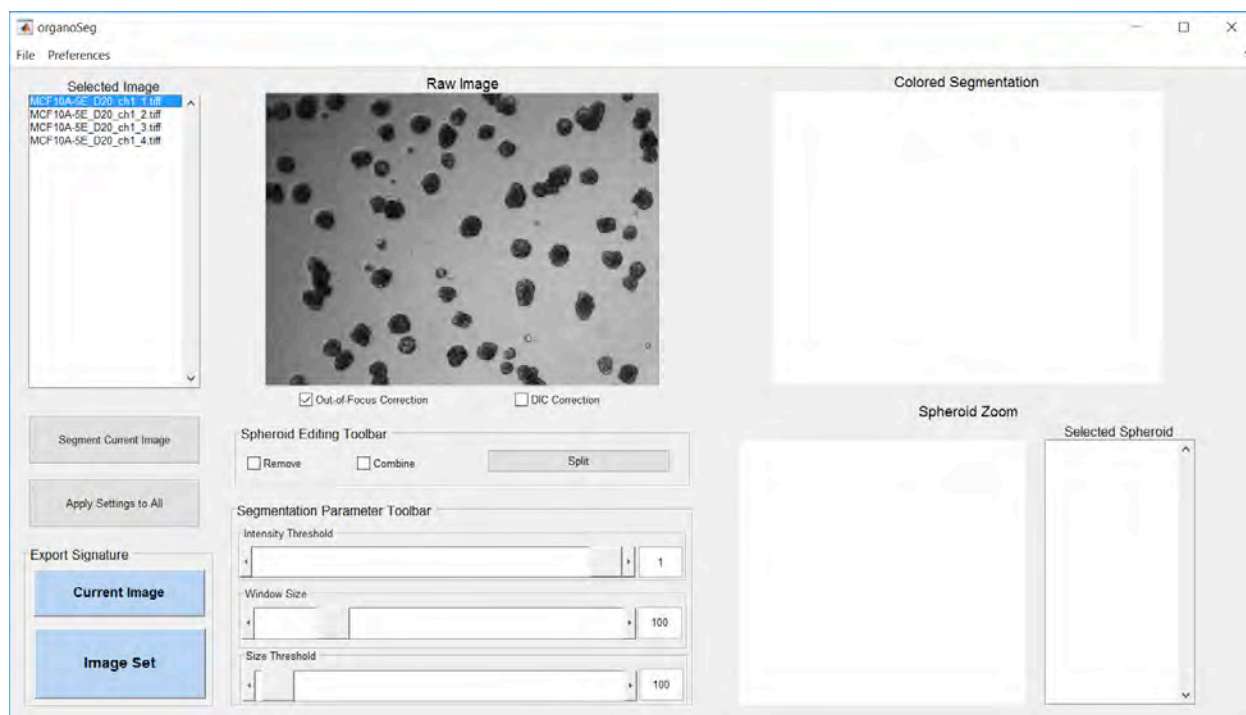 organoSeg
File Preferences
Selected Image
MCF10A-5E_D20_ch1_1.tiff
MCF10A-5E_D20_ch1_2.tiff
MCF10A-5E_D20_ch1_3.tiff
MCF10A-5E_D20_ch1_4.tiff
Raw Image
Colored Segmentation
Out-of-Focus Correction
DIC Correction
Segment Current Image
Apply Settings to All
Export Signature
Current Image
Image Set
Spheroid Editing Toolbar
Remove
Combine
Split
Segmentation Parameter Toolbar
Intensity Threshold
1
Window Size
100
Size Threshold
100
Spheroid Zoom
Selected Spheroid